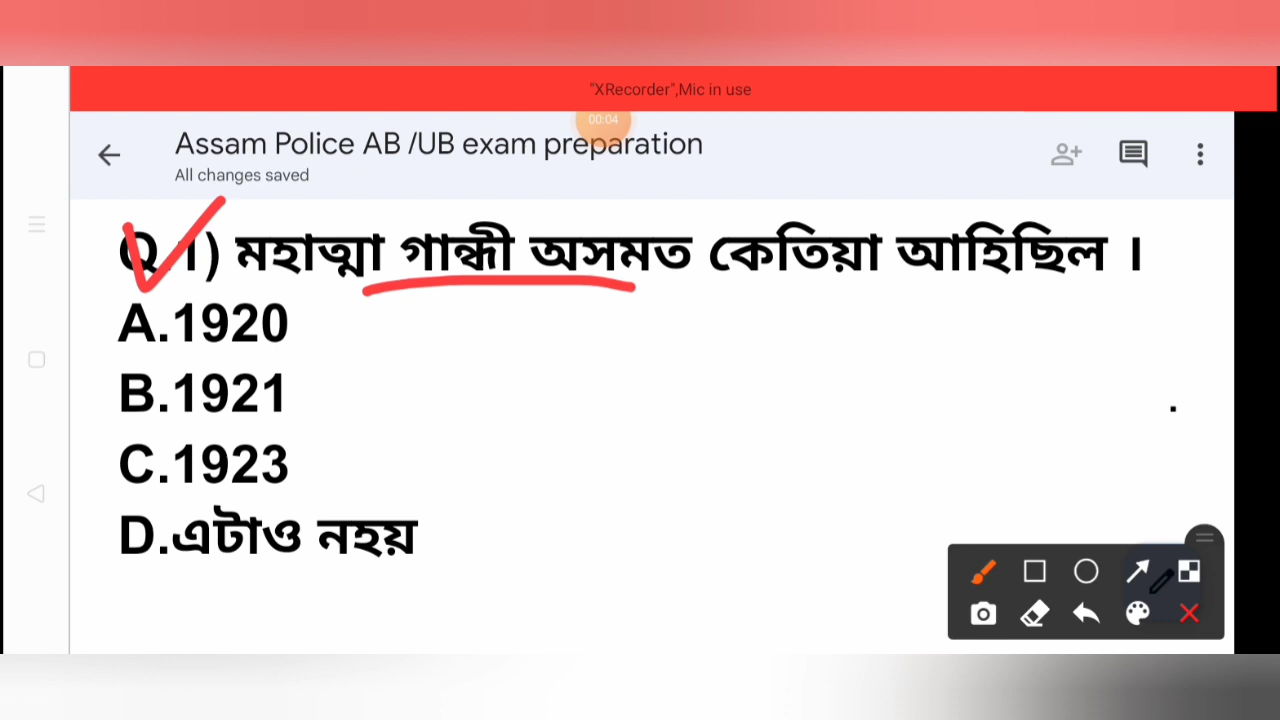 "XRecorder",Mic in use
00:04
Assam Police AB /UB exam preparation
All changes saved
Q.1) মহাত্মা গান্ধী অসমত কেতিয়া আহিছিল ।
A.1920
B.1921
.
C.1923
D.এটাও নহয়